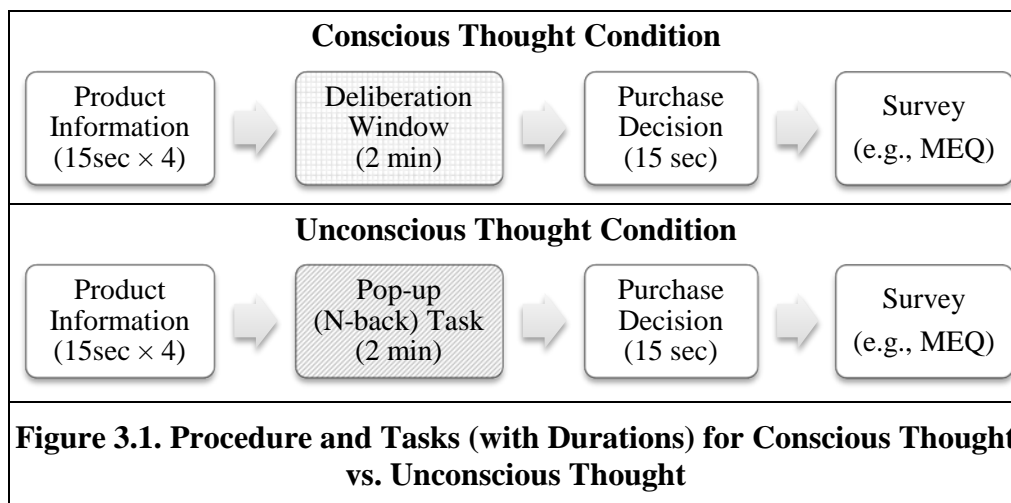 Conscious Thought Condition
Product
Information
(15sec × 4)
Deliberation
Window
(2 min)
Purchase
Decision
(15 sec)
Survey
(e.g., MEQ)
Unconscious Thought Condition
Product
Information
(15sec × 4)
Pop-up
(N-back) Task
(2 min)
Purchase
Decision
(15 sec)
Survey
(e.g., MEQ)
Figure 3.1. Procedure and Tasks (with Durations) for Conscious Thought
vs. Unconscious Thought